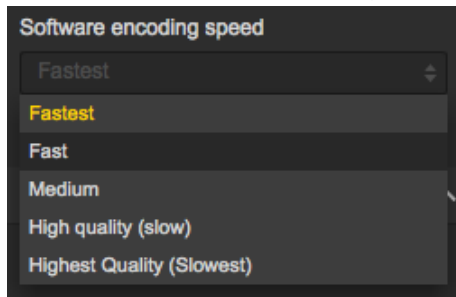 Software encoding speed
Fastest
Fastest
Fast
Medium
High quality (slow)
Highest Quality (Slowest)